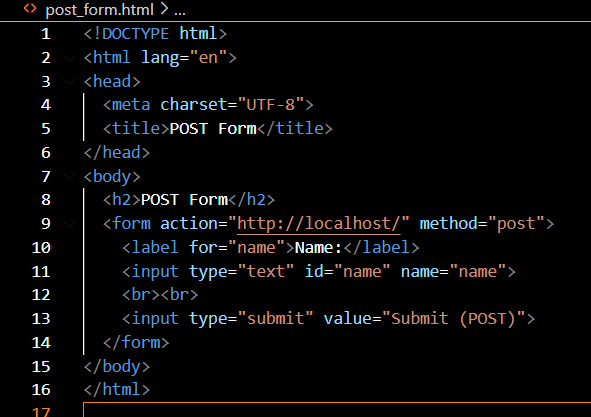 post_form.html > ...
1 <!DOCTYPE html>
2 <html lang="en">
3 <head>
4 <meta charset="UTF-8">
5 <title>POST Form</title>
6 </head>
7 <body>
8 <h2>POST Form</h2>
9 <form action="http://localhost/" method="post">
10 <label for="name">Name:</label>
11 <input type="text" id="name" name="name">
12 <br><br>
13 <input type="submit" value="Submit (POST)">
14 </form>
15 </body>
16 </html>
17